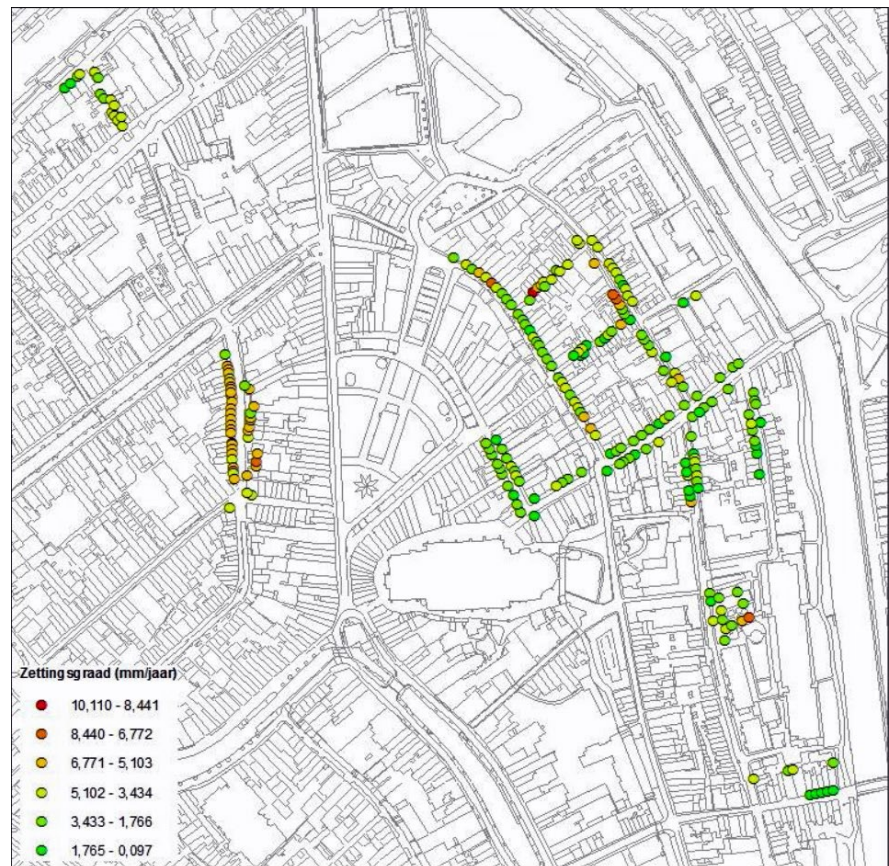 Zettingsgraad (mm/jaar)
10,110 - 8,441
8,440 - 6,772
6,771 - 5,103
5,102 - 3,434
3,433 - 1,766
1,765 - 0,097